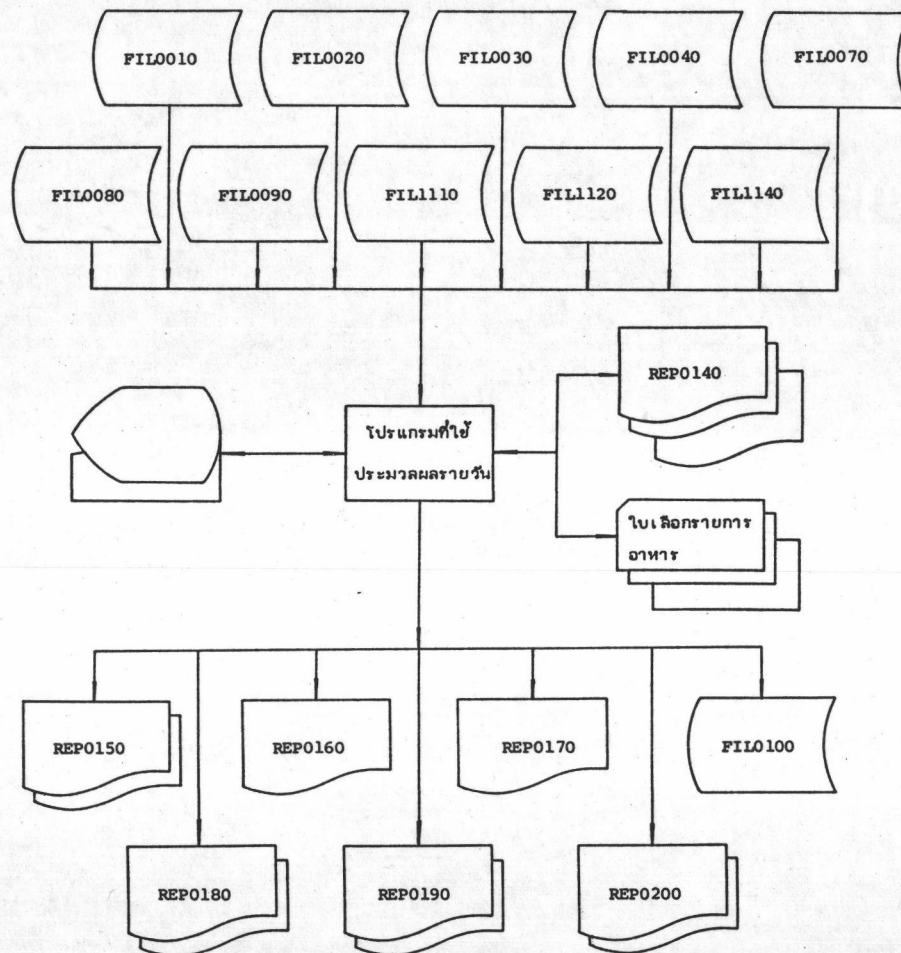 FIL0010 FIL0020 FIL0030 FIL0040 FIL0070
FIL0080 FIL0090 FIL1110 FIL1120 FIL1140
REP0140
โปรแกรมที่ใช้
ประมวลผลรายวัน
ใบเลือกรายการ
อาหาร
REP0150 REP0160 REP0170 FIL0100
REP0180 REP0190 REP0200